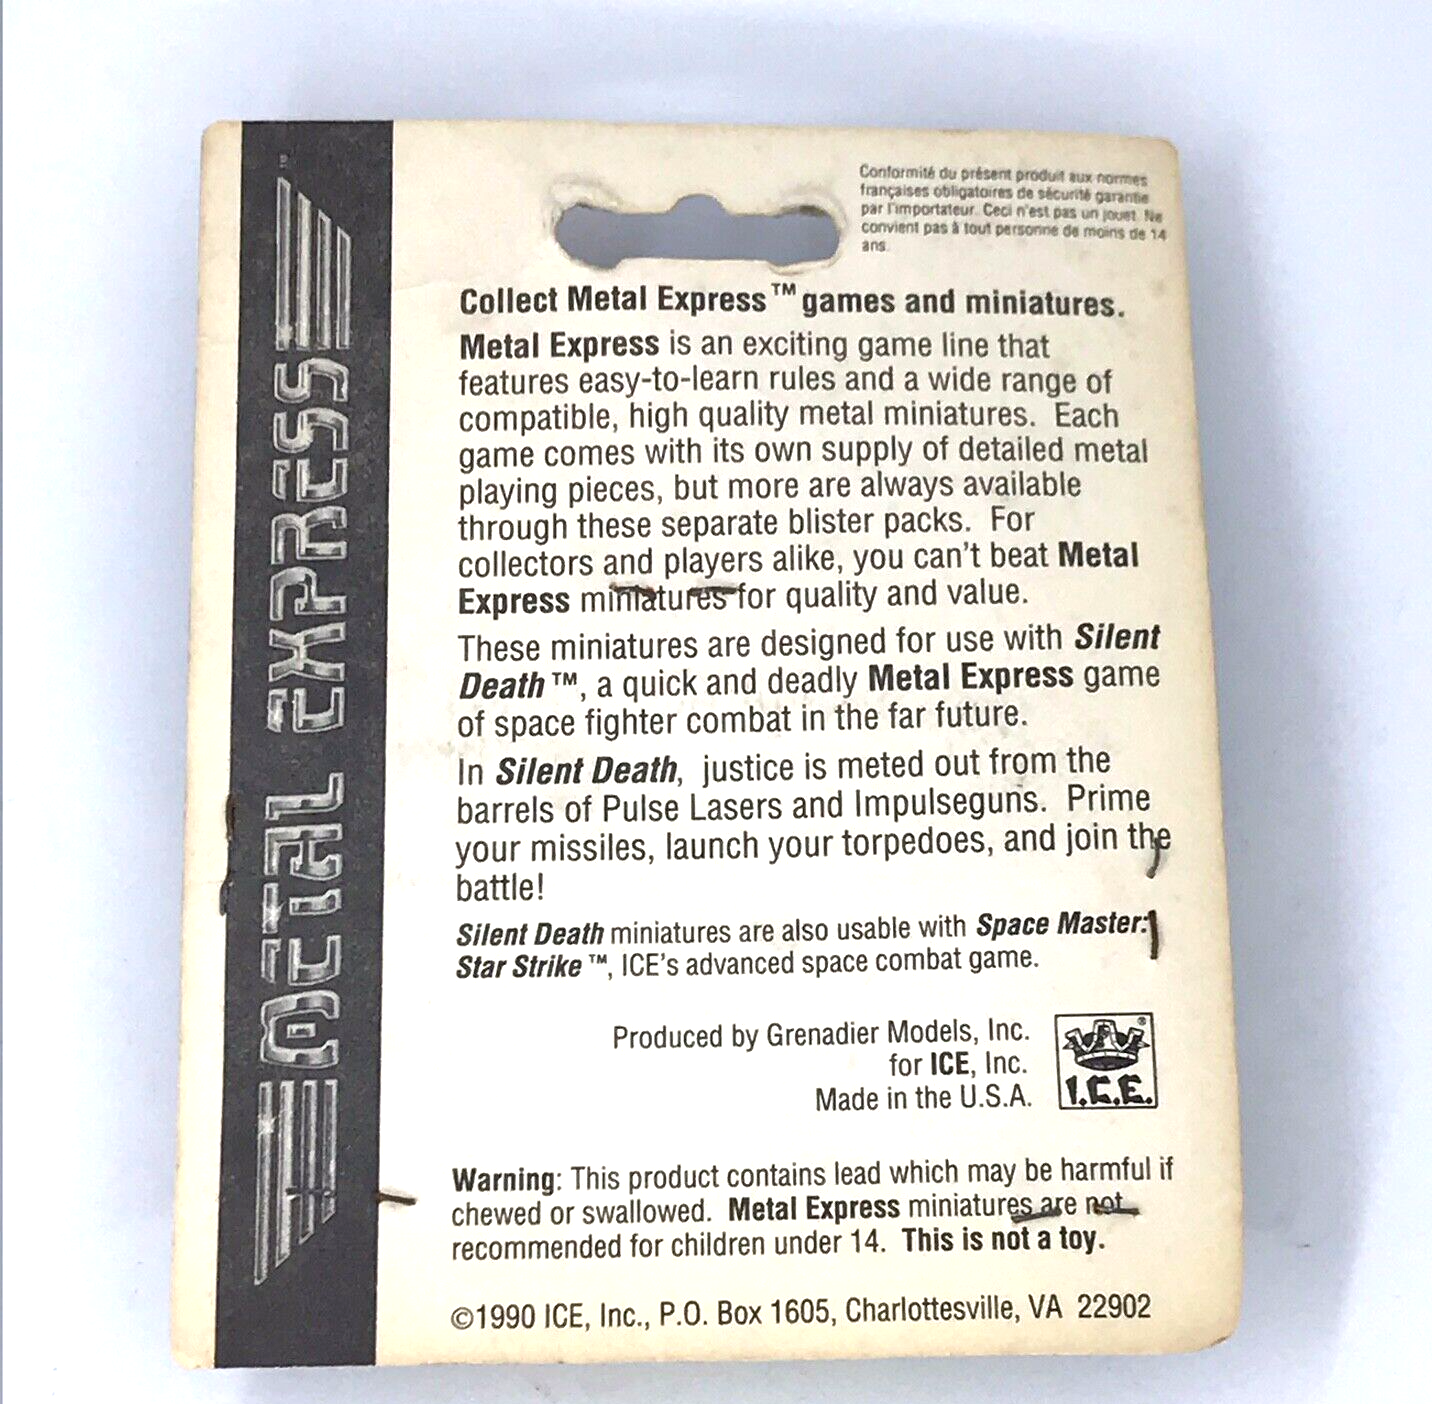 METAL EXPRESS™
Conformité du présent produit aux normes
françaises obligatoires de sécurité garantie
par l'importateur. Ceci n'est pas un jouet. Ne
convient pas à tout personne de moins de 14
ans.
Collect Metal Express™ games and miniatures.
Metal Express is an exciting game line that
features easy-to-learn rules and a wide range of
compatible, high quality metal miniatures. Each
game comes with its own supply of detailed metal
playing pieces, but more are always available
through these separate blister packs. For
collectors and players alike, you can't beat Metal
Express miniatures for quality and value.
These miniatures are designed for use with Silent
Death™, a quick and deadly Metal Express game
of space fighter combat in the far future.
In Silent Death, justice is meted out from the
barrels of Pulse Lasers and Impulseguns. Prime
your missiles, launch your torpedoes, and join the
battle!
Silent Death miniatures are also usable with Space Master:
Star Strike™, ICE's advanced space combat game.
Produced by Grenadier Models, Inc.
for ICE, Inc.
Made in the U.S.A.
I.C.E.®
Warning: This product contains lead which may be harmful if
chewed or swallowed. Metal Express miniatures are not
recommended for children under 14. This is not a toy.
©1990 ICE, Inc., P.O. Box 1605, Charlottesville, VA 22902